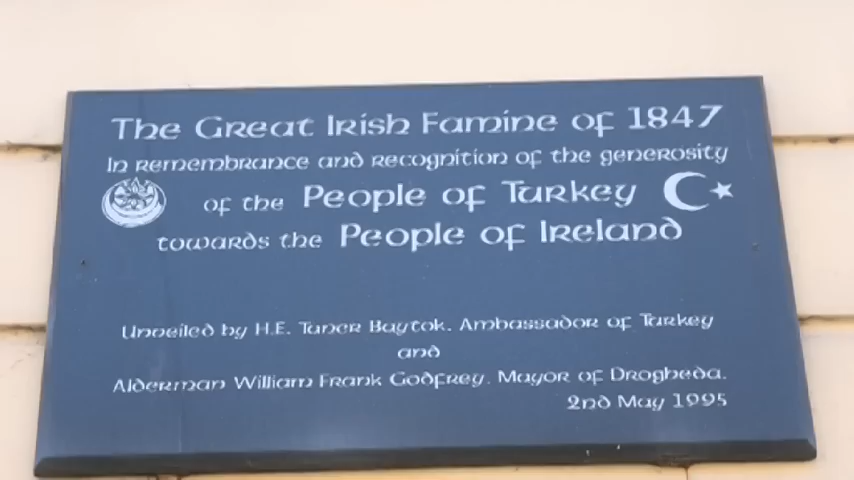 The Great Irish Famine of 1847
In remembrance and recognition of the generosity
of the People of Turkey
towards the People of Ireland
Unveiled by H.E. Taner Baytok. Ambassador of Turkey
and
Alderman William Frank Godfrey. Mayor of Drogheda.
2nd May 1995